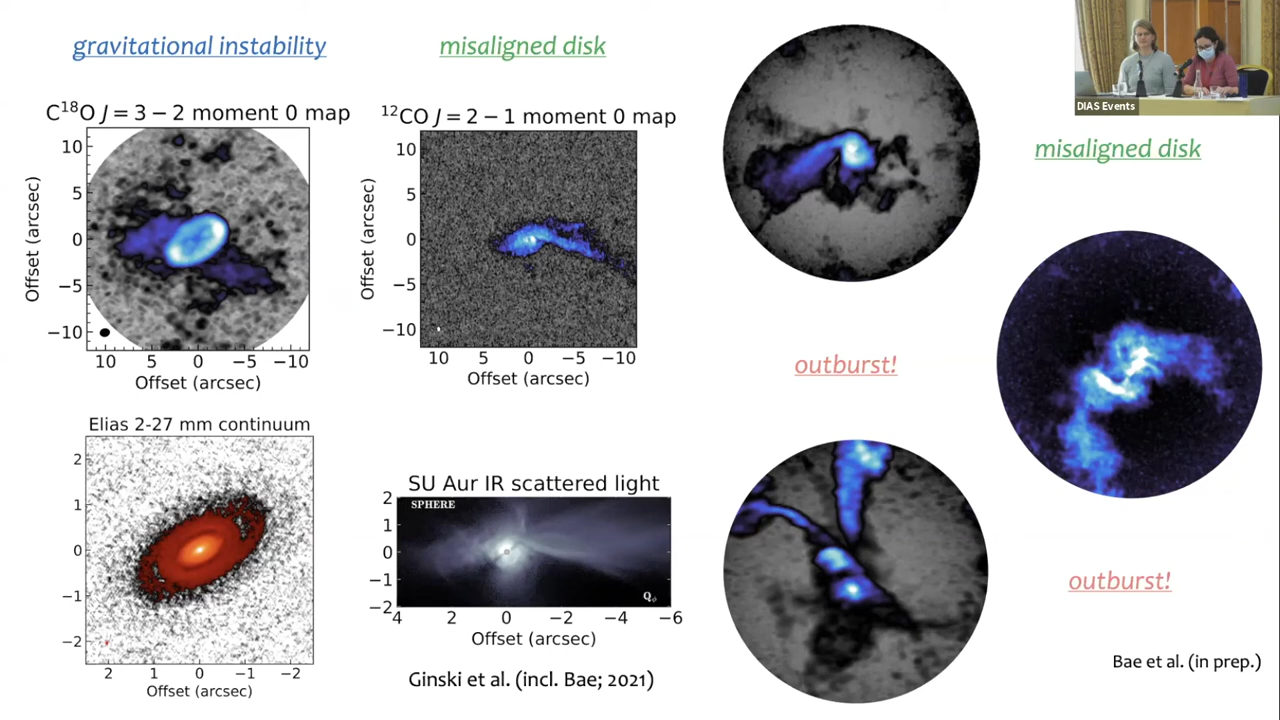 gravitational instability
misaligned disk
C¹⁸O J = 3 − 2 moment 0 map
¹²CO J = 2 − 1 moment 0 map
Offset (arcsec)
10
5
0
−5
−10
10 5 0 −5 −10
Offset (arcsec)
Offset (arcsec)
10
5
0
−5
−10
10 5 0 −5 −10
Offset (arcsec)
Elias 2-27 mm continuum
2
1
0
−1
−2
2 1 0 −1 −2
Offset (arcsec)
SU Aur IR scattered light
SPHERE
Qφ
2
1
0
−1
−2
4 2 0 −2 −4 −6
Offset (arcsec)
Ginski et al. (incl. Bae; 2021)
outburst!
DIAS Events
misaligned disk
outburst!
Bae et al. (in prep.)